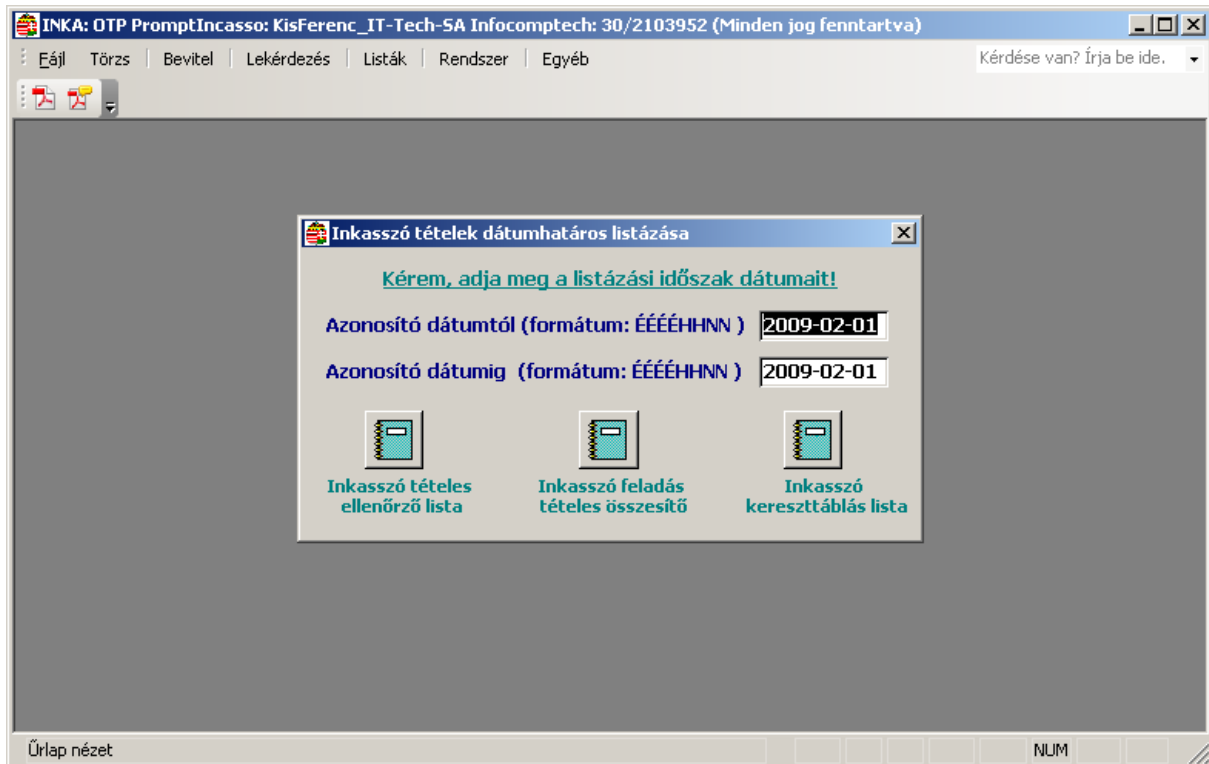 INKA: OTP PromptIncasso: KisFerenc_IT-Tech-SA Infocomptech: 30/2103952 (Minden jog fenntartva)
Fájl Törzs Bevitel Lekérdezés Listák Rendszer Egyéb Kérdése van? Írja be ide.
Inkasszó tételek dátumhatáros listázása
Kérem, adja meg a listázási időszak dátumait!
Azonosító dátumtól (formátum: ÉÉÉÉHHNN ) 2009-02-01
Azonosító dátumig (formátum: ÉÉÉÉHHNN ) 2009-02-01
Inkasszó tételes Inkasszó feladás Inkasszó
ellenőrző lista tételes összesítő kereszttáblás lista
Űrlap nézet NUM